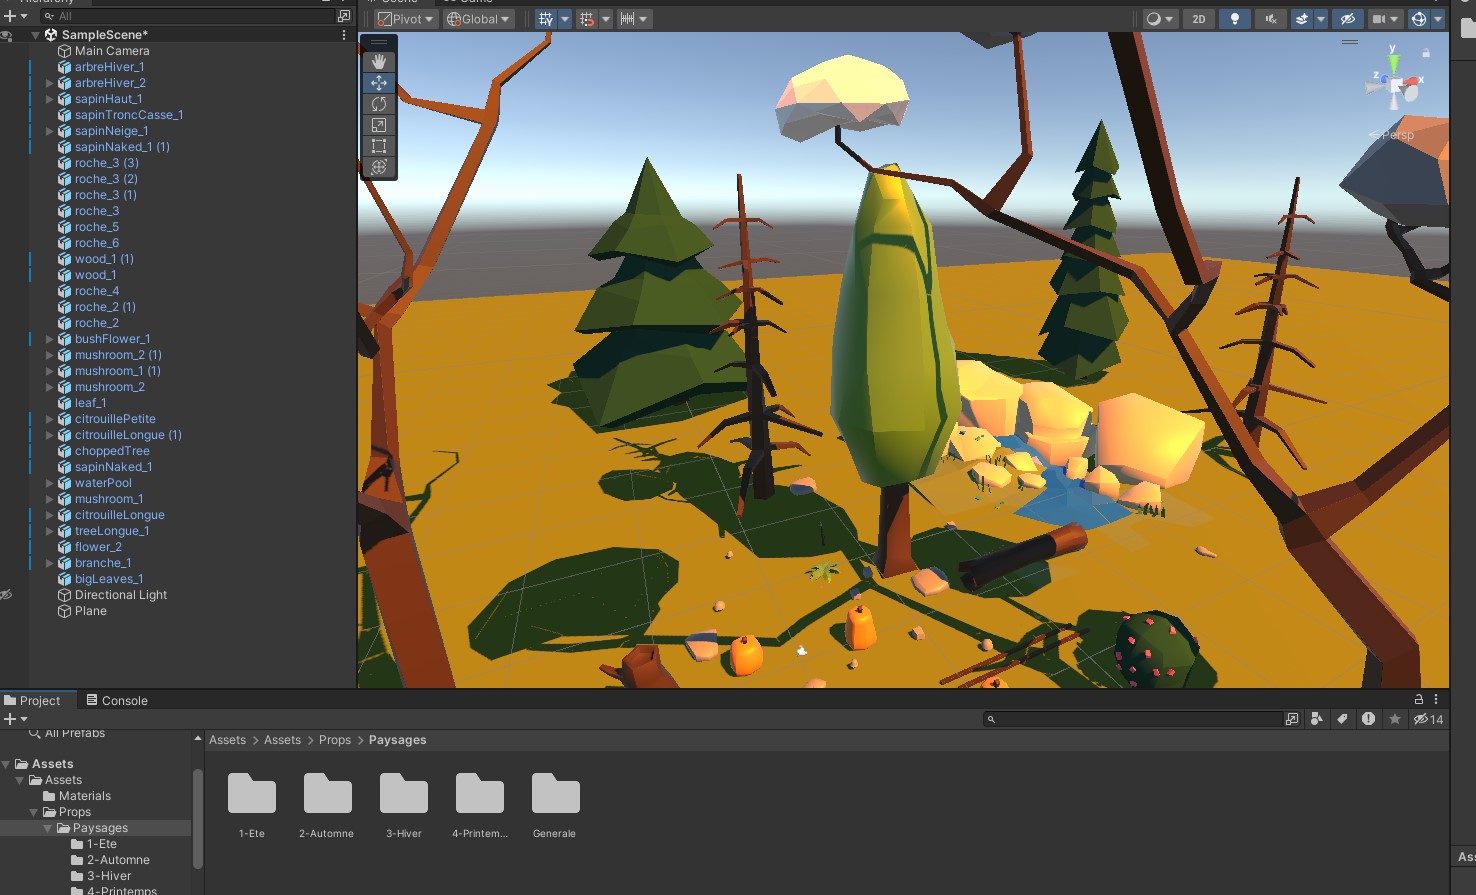 Pivot
Global
2D
All
SampleScene*
Main Camera
arbreHiver_1
arbreHiver_2
sapinHaut_1
sapinTroncCasse_1
sapinNeige_1
sapinNaked_1 (1)
roche_3 (3)
roche_3 (2)
roche_3 (1)
roche_3
roche_5
roche_6
wood_1 (1)
wood_1
roche_4
roche_2 (1)
roche_2
bushFlower_1
mushroom_2 (1)
mushroom_1 (1)
mushroom_2
leaf_1
citrouillePetite
citrouilleLongue (1)
choppedTree
sapinNaked_1
waterPool
mushroom_1
citrouilleLongue
treeLongue_1
flower_2
branche_1
bigLeaves_1
Directional Light
Plane
y
z
x
Persp
Project
Console
14
All Prefabs
Assets
Assets
Materials
Props
Paysages
1-Ete
2-Automne
3-Hiver
4-Printemps
Assets > Assets > Props > Paysages
1-Ete
2-Automne
3-Hiver
4-Printem...
Generale
Ass